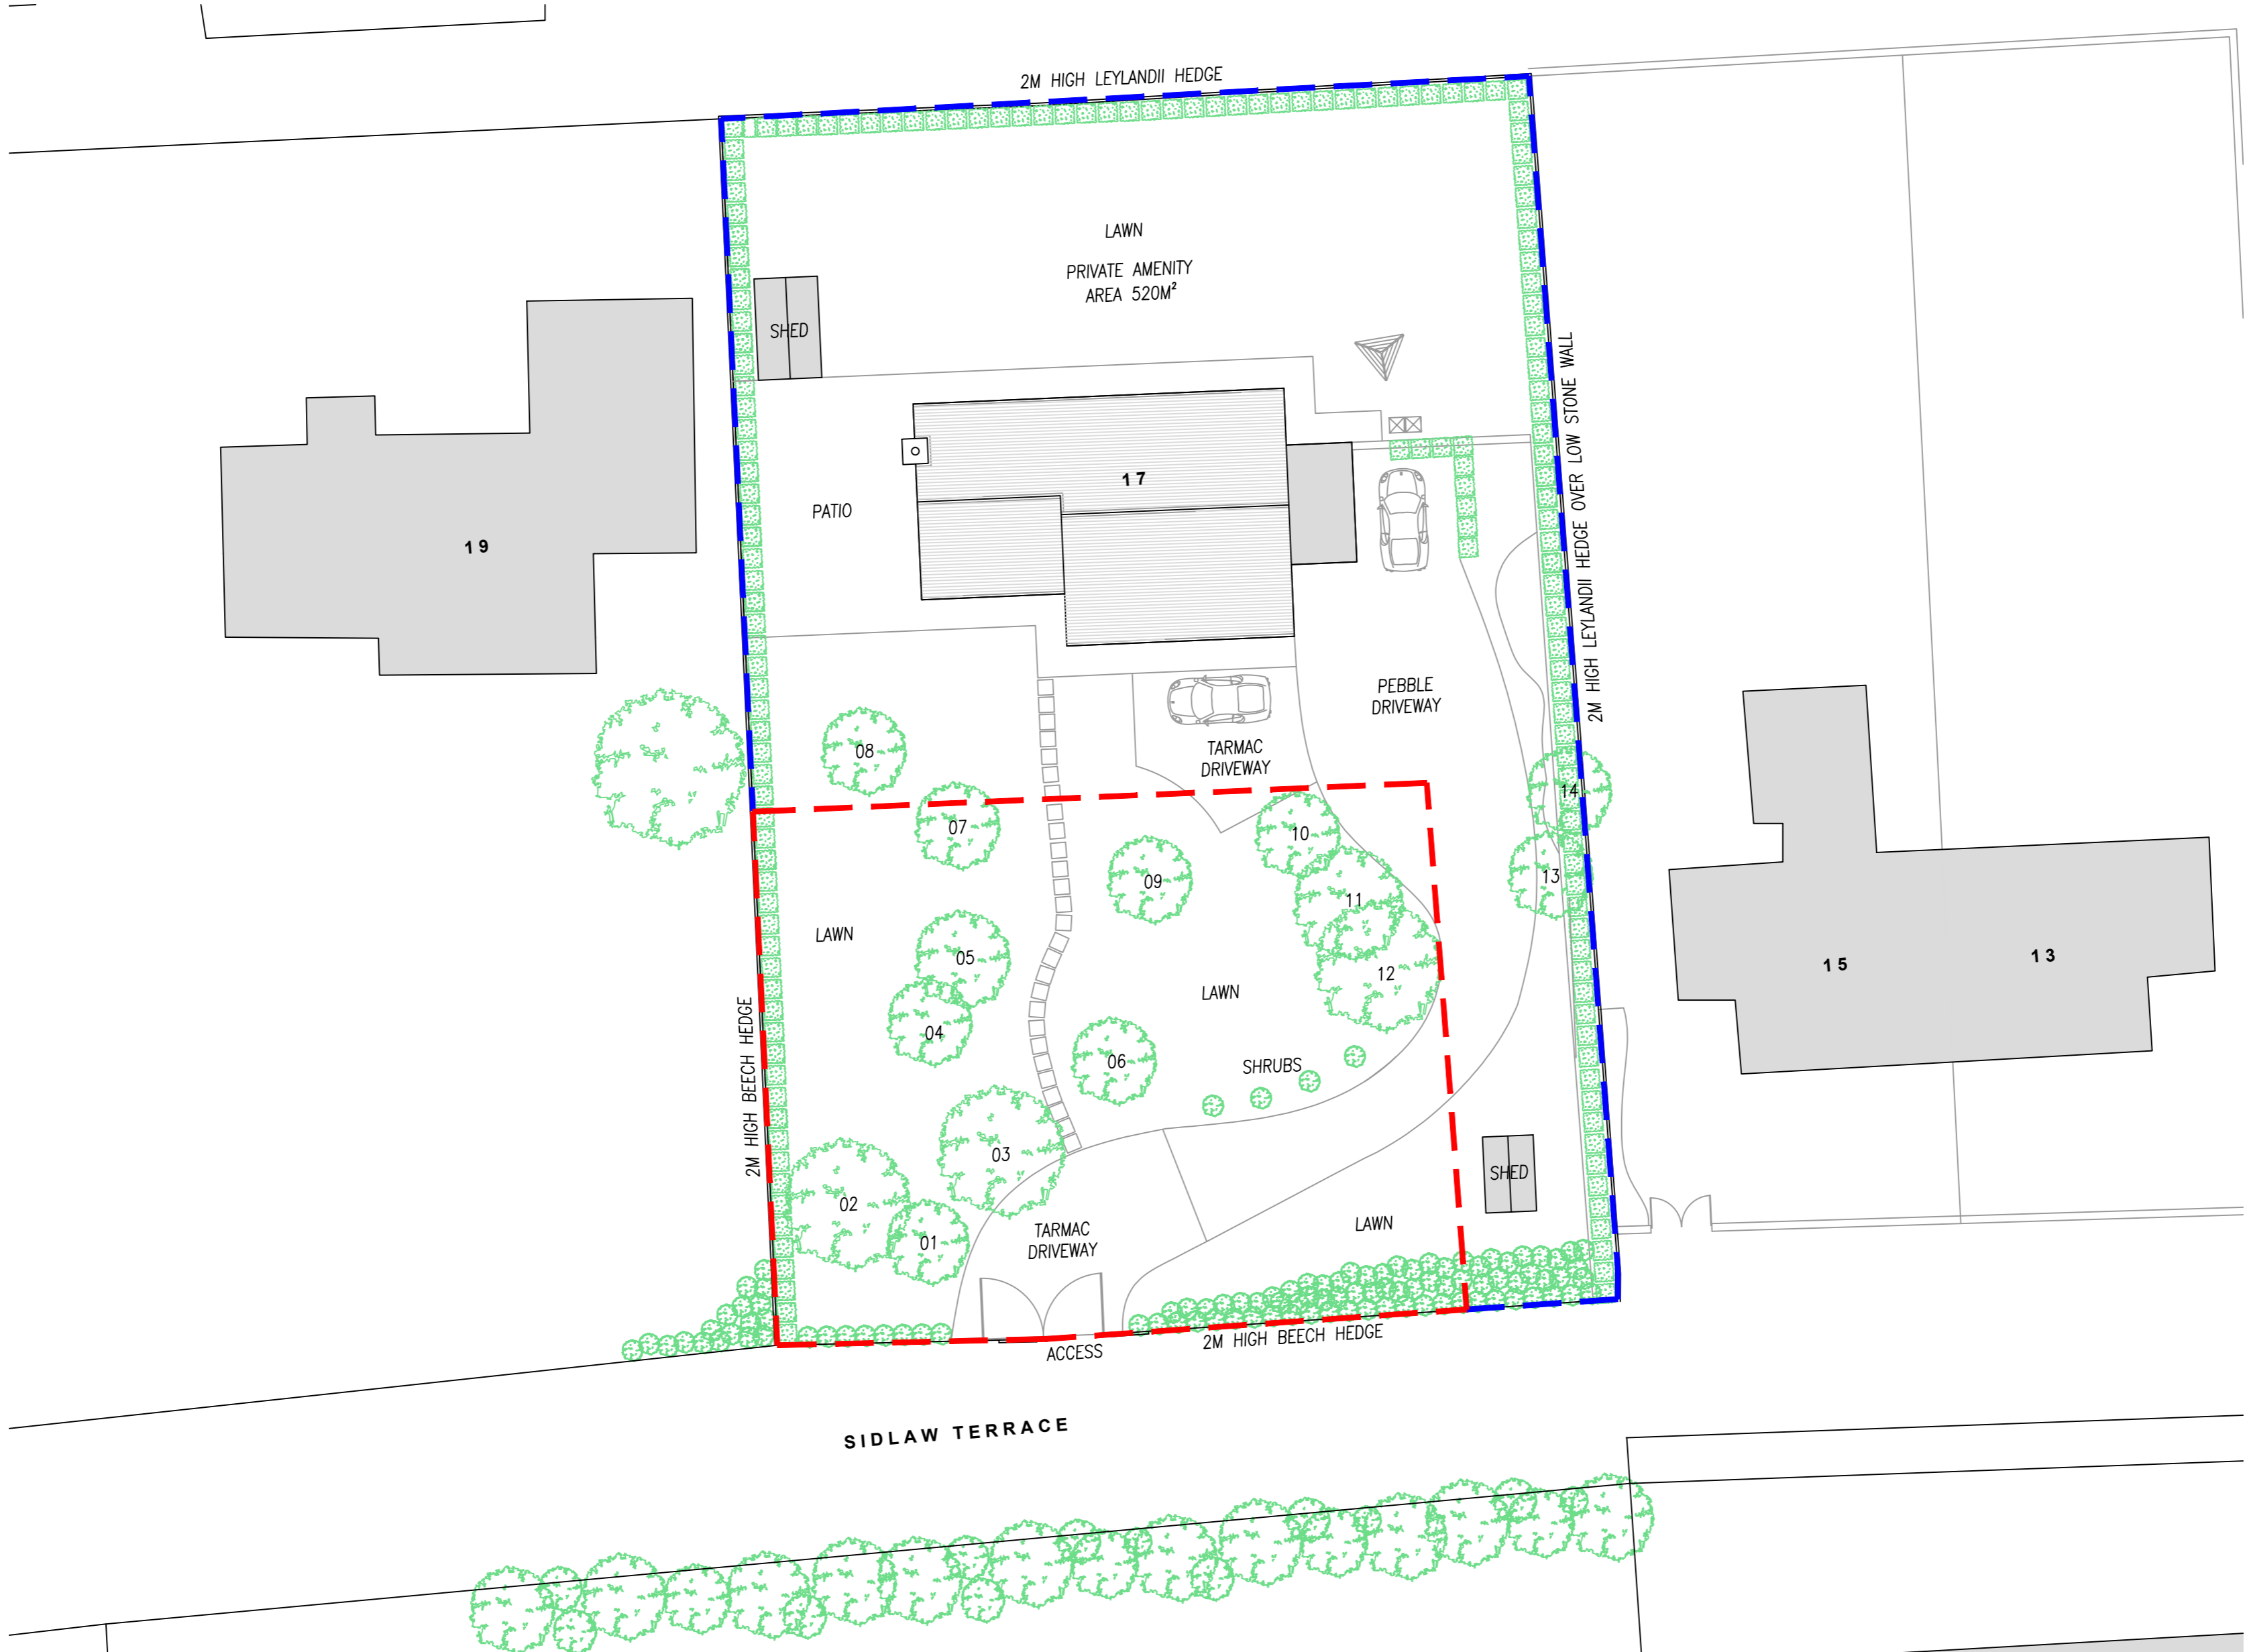 2M HIGH LEYLANDII HEDGE
LAWN
PRIVATE AMENITY
AREA 520M²
SHED
2M HIGH LEYLANDII HEDGE OVER LOW STONE WALL
17
PATIO
19
PEBBLE
DRIVEWAY
TARMAC
DRIVEWAY
08
07
10
14
09
11
13
LAWN
05
12
15
13
LAWN
04
06
SHRUBS
2M HIGH BEECH HEDGE
03
SHED
02
01
TARMAC
DRIVEWAY
LAWN
ACCESS
2M HIGH BEECH HEDGE
SIDLAW TERRACE